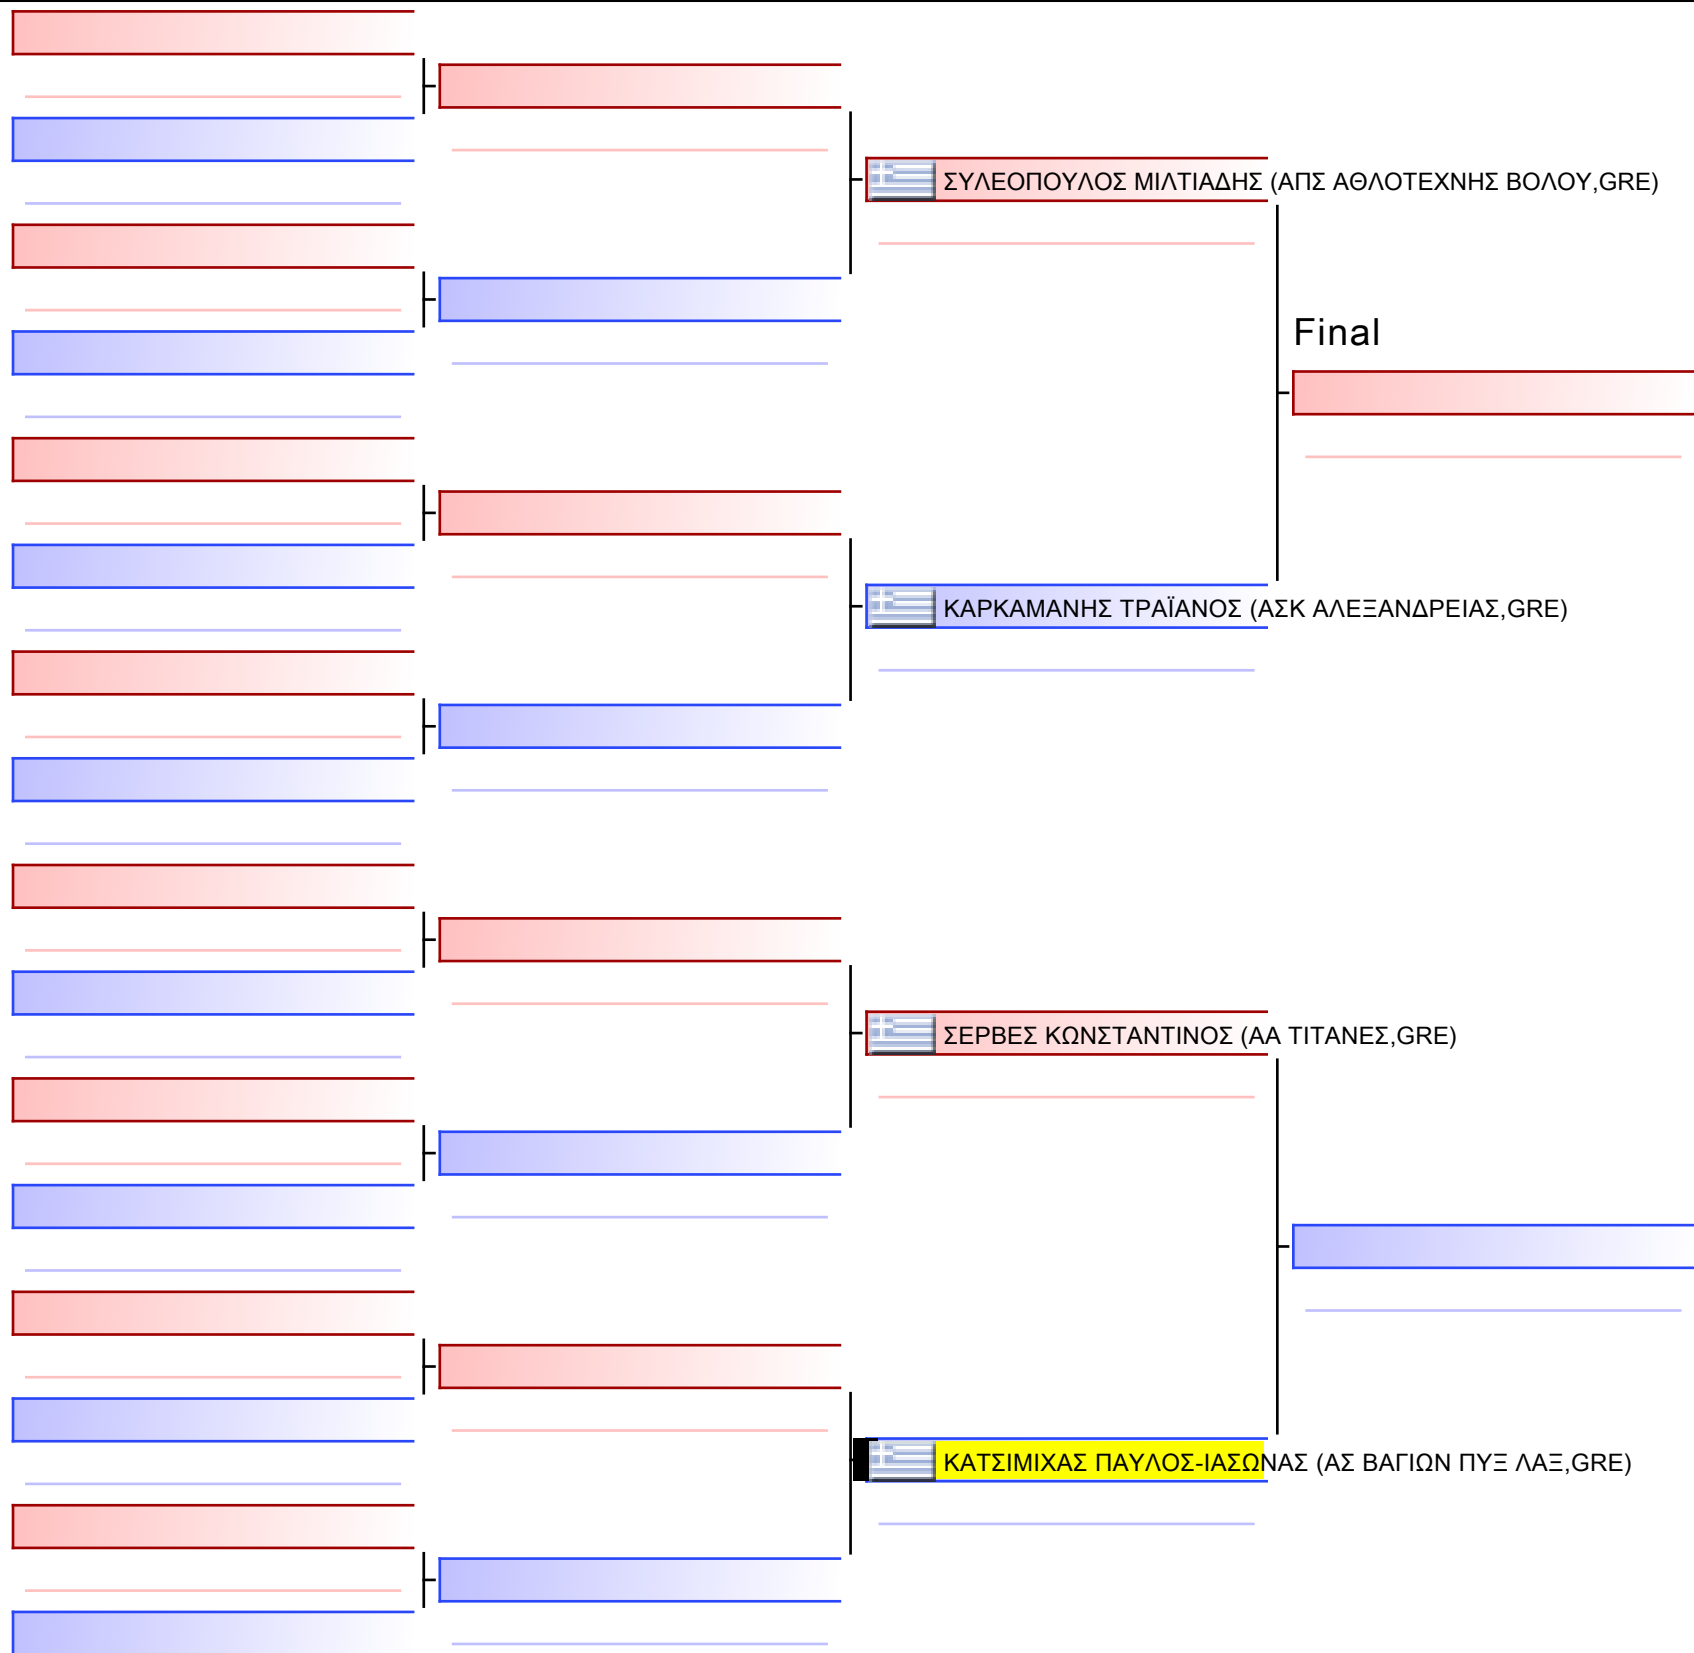 ΣΥΛΕΟΠΟΥΛΟΣ ΜΙΛΤΙΑΔΗΣ (ΑΠΣ ΑΘΛΟΤΕΧΝΗΣ ΒΟΛΟΥ,GRE)
Final
ΚΑΡΚΑΜΑΝΗΣ ΤΡΑΪΑΝΟΣ (ΑΣΚ ΑΛΕΞΑΝΔΡΕΙΑΣ,GRE)
ΣΕΡΒΕΣ ΚΩΝΣΤΑΝΤΙΝΟΣ (ΑΑ ΤΙΤΑΝΕΣ,GRE)
ΚΑΤΣΙΜΙΧΑΣ ΠΑΥΛΟΣ-ΙΑΣΩΝΑΣ (ΑΣ ΒΑΓΙΩΝ ΠΥΞ ΛΑΞ,GRE)